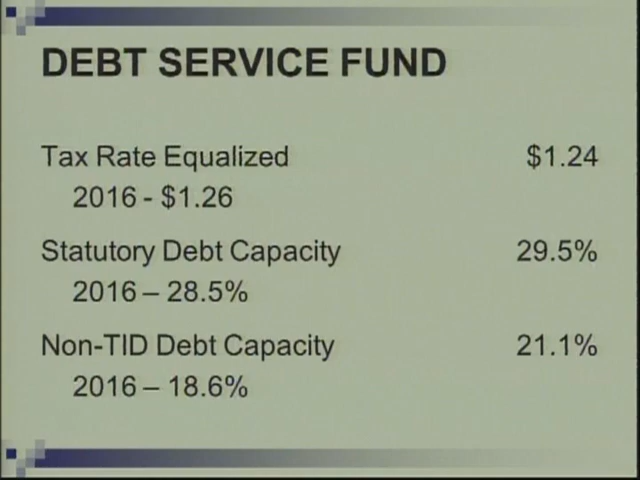 DEBT SERVICE FUND
Tax Rate Equalized $1.24
2016 - $1.26
Statutory Debt Capacity 29.5%
2016 – 28.5%
Non-TID Debt Capacity 21.1%
2016 – 18.6%